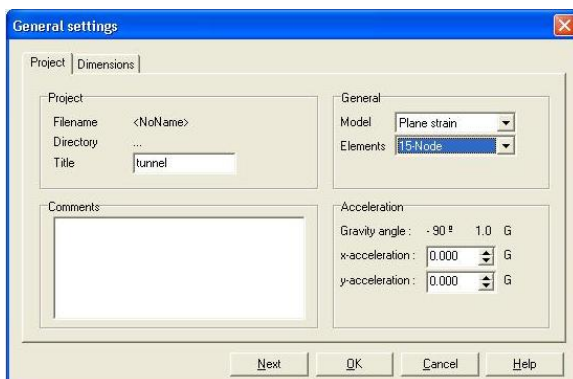 General settings
Project
Dimensions
Project
Filename <NoName>
Directory ...
Title tunnel
General
Model Plane strain
Elements 15-Node
Comments
Acceleration
Gravity angle : - 90 º 1.0 G
x-acceleration : 0.000 G
y-acceleration : 0.000 G
Next
OK
Cancel
Help